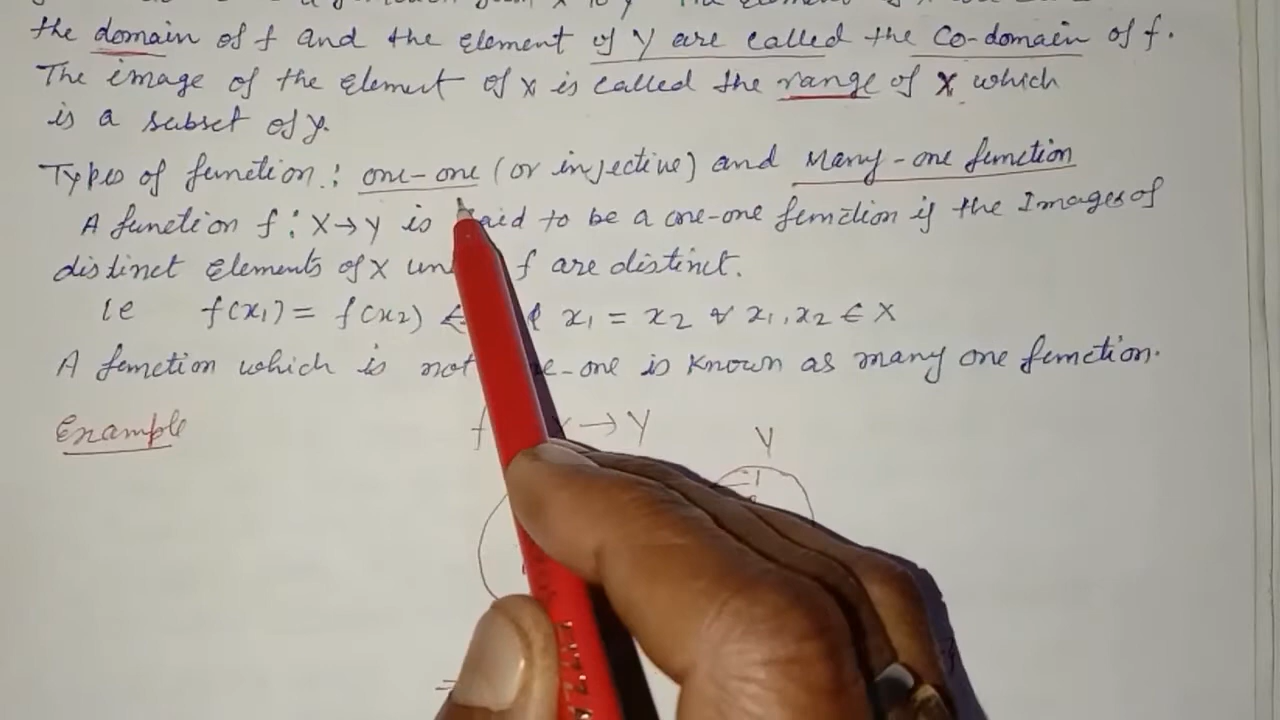 the domain of f and the element of Y are called the co-domain of f.
The image of the element of x is called the range of X which
is a subset of y.
Types of function : one-one (or injective) and Many-one function
A function f : X → Y is said to be a one-one function if the Images of
distinct elements of X f are distinct.
ie f(x1) = f(x2) x1 = x2 ∀ x1, x2 ∈ X
A function which is not one-one is known as many one function.
Example
f X → Y
Y
1